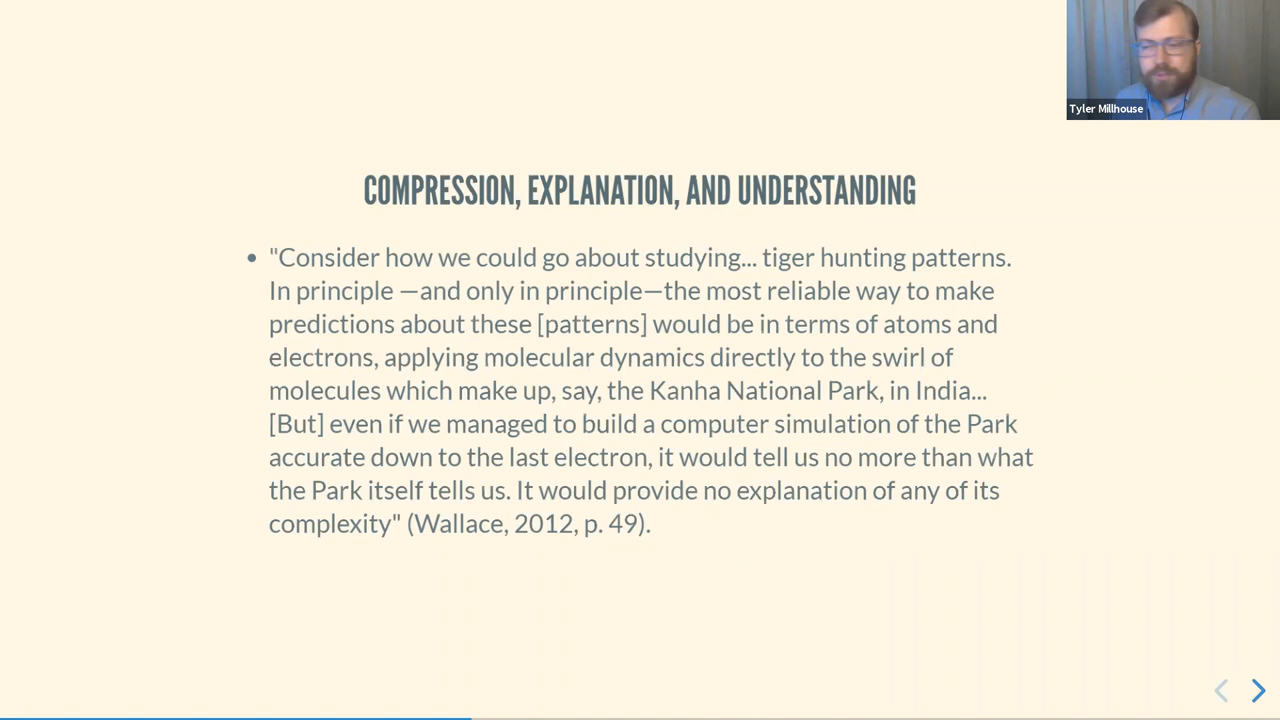 Tyler Millhouse
COMPRESSION, EXPLANATION, AND UNDERSTANDING
• "Consider how we could go about studying... tiger hunting patterns.
In principle —and only in principle—the most reliable way to make
predictions about these [patterns] would be in terms of atoms and
electrons, applying molecular dynamics directly to the swirl of
molecules which make up, say, the Kanha National Park, in India...
[But] even if we managed to build a computer simulation of the Park
accurate down to the last electron, it would tell us no more than what
the Park itself tells us. It would provide no explanation of any of its
complexity" (Wallace, 2012, p. 49).